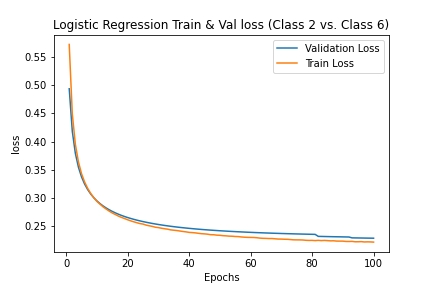 Logistic Regression Train & Val loss (Class 2 vs. Class 6)
Validation Loss
Train Loss
loss
0.55
0.50
0.45
0.40
0.35
0.30
0.25
0 20 40 60 80 100
Epochs